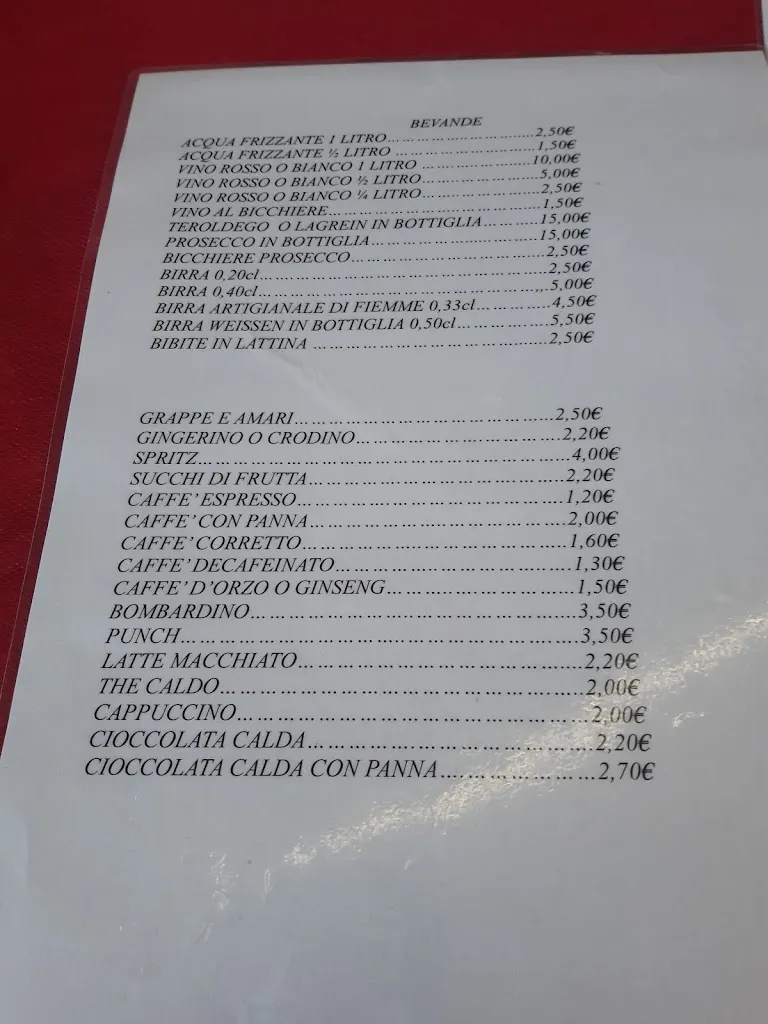 BEVANDE
ACQUA FRIZZANTE 1 LITRO........................2,50€
ACQUA FRIZZANTE ½ LITRO ........................1,50€
VINO ROSSO O BIANCO 1 LITRO ....................10,00€
VINO ROSSO O BIANCO ½ LITRO....................5,00€
VINO ROSSO O BIANCO ¼ LITRO....................2,50€
VINO AL BICCHIERE..............................1,50€
TEROLDEGO O LAGREIN IN BOTTIGLIA...........15,00€
PROSECCO IN BOTTIGLIA........................15,00€
BICCHIERE PROSECCO............................2,50€
BIRRA 0,20cl....................................2,50€
BIRRA 0,40cl....................................5,00€
BIRRA ARTIGIANALE DI FIEMME 0,33cl............4,50€
BIRRA WEISSEN IN BOTTIGLIA 0,50cl..............5,50€
BIBITE IN LATTINA ..............................2,50€
GRAPPE E AMARI................................2,50€
GINGERINO O CRODINO..........................2,20€
SPRITZ..........................................4,00€
SUCCHI DI FRUTTA..............................2,20€
CAFFE' ESPRESSO................................1,20€
CAFFE' CON PANNA..............................2,00€
CAFFE' CORRETTO................................1,60€
CAFFE' DECAFEINATO............................1,30€
CAFFE' D'ORZO O GINSENG......................1,50€
BOMBARDINO....................................3,50€
PUNCH..........................................3,50€
LATTE MACCHIATO..............................2,20€
THE CALDO......................................2,00€
CAPPUCCINO....................................2,00€
CIOCCOLATA CALDA..............................2,20€
CIOCCOLATA CALDA CON PANNA..................2,70€